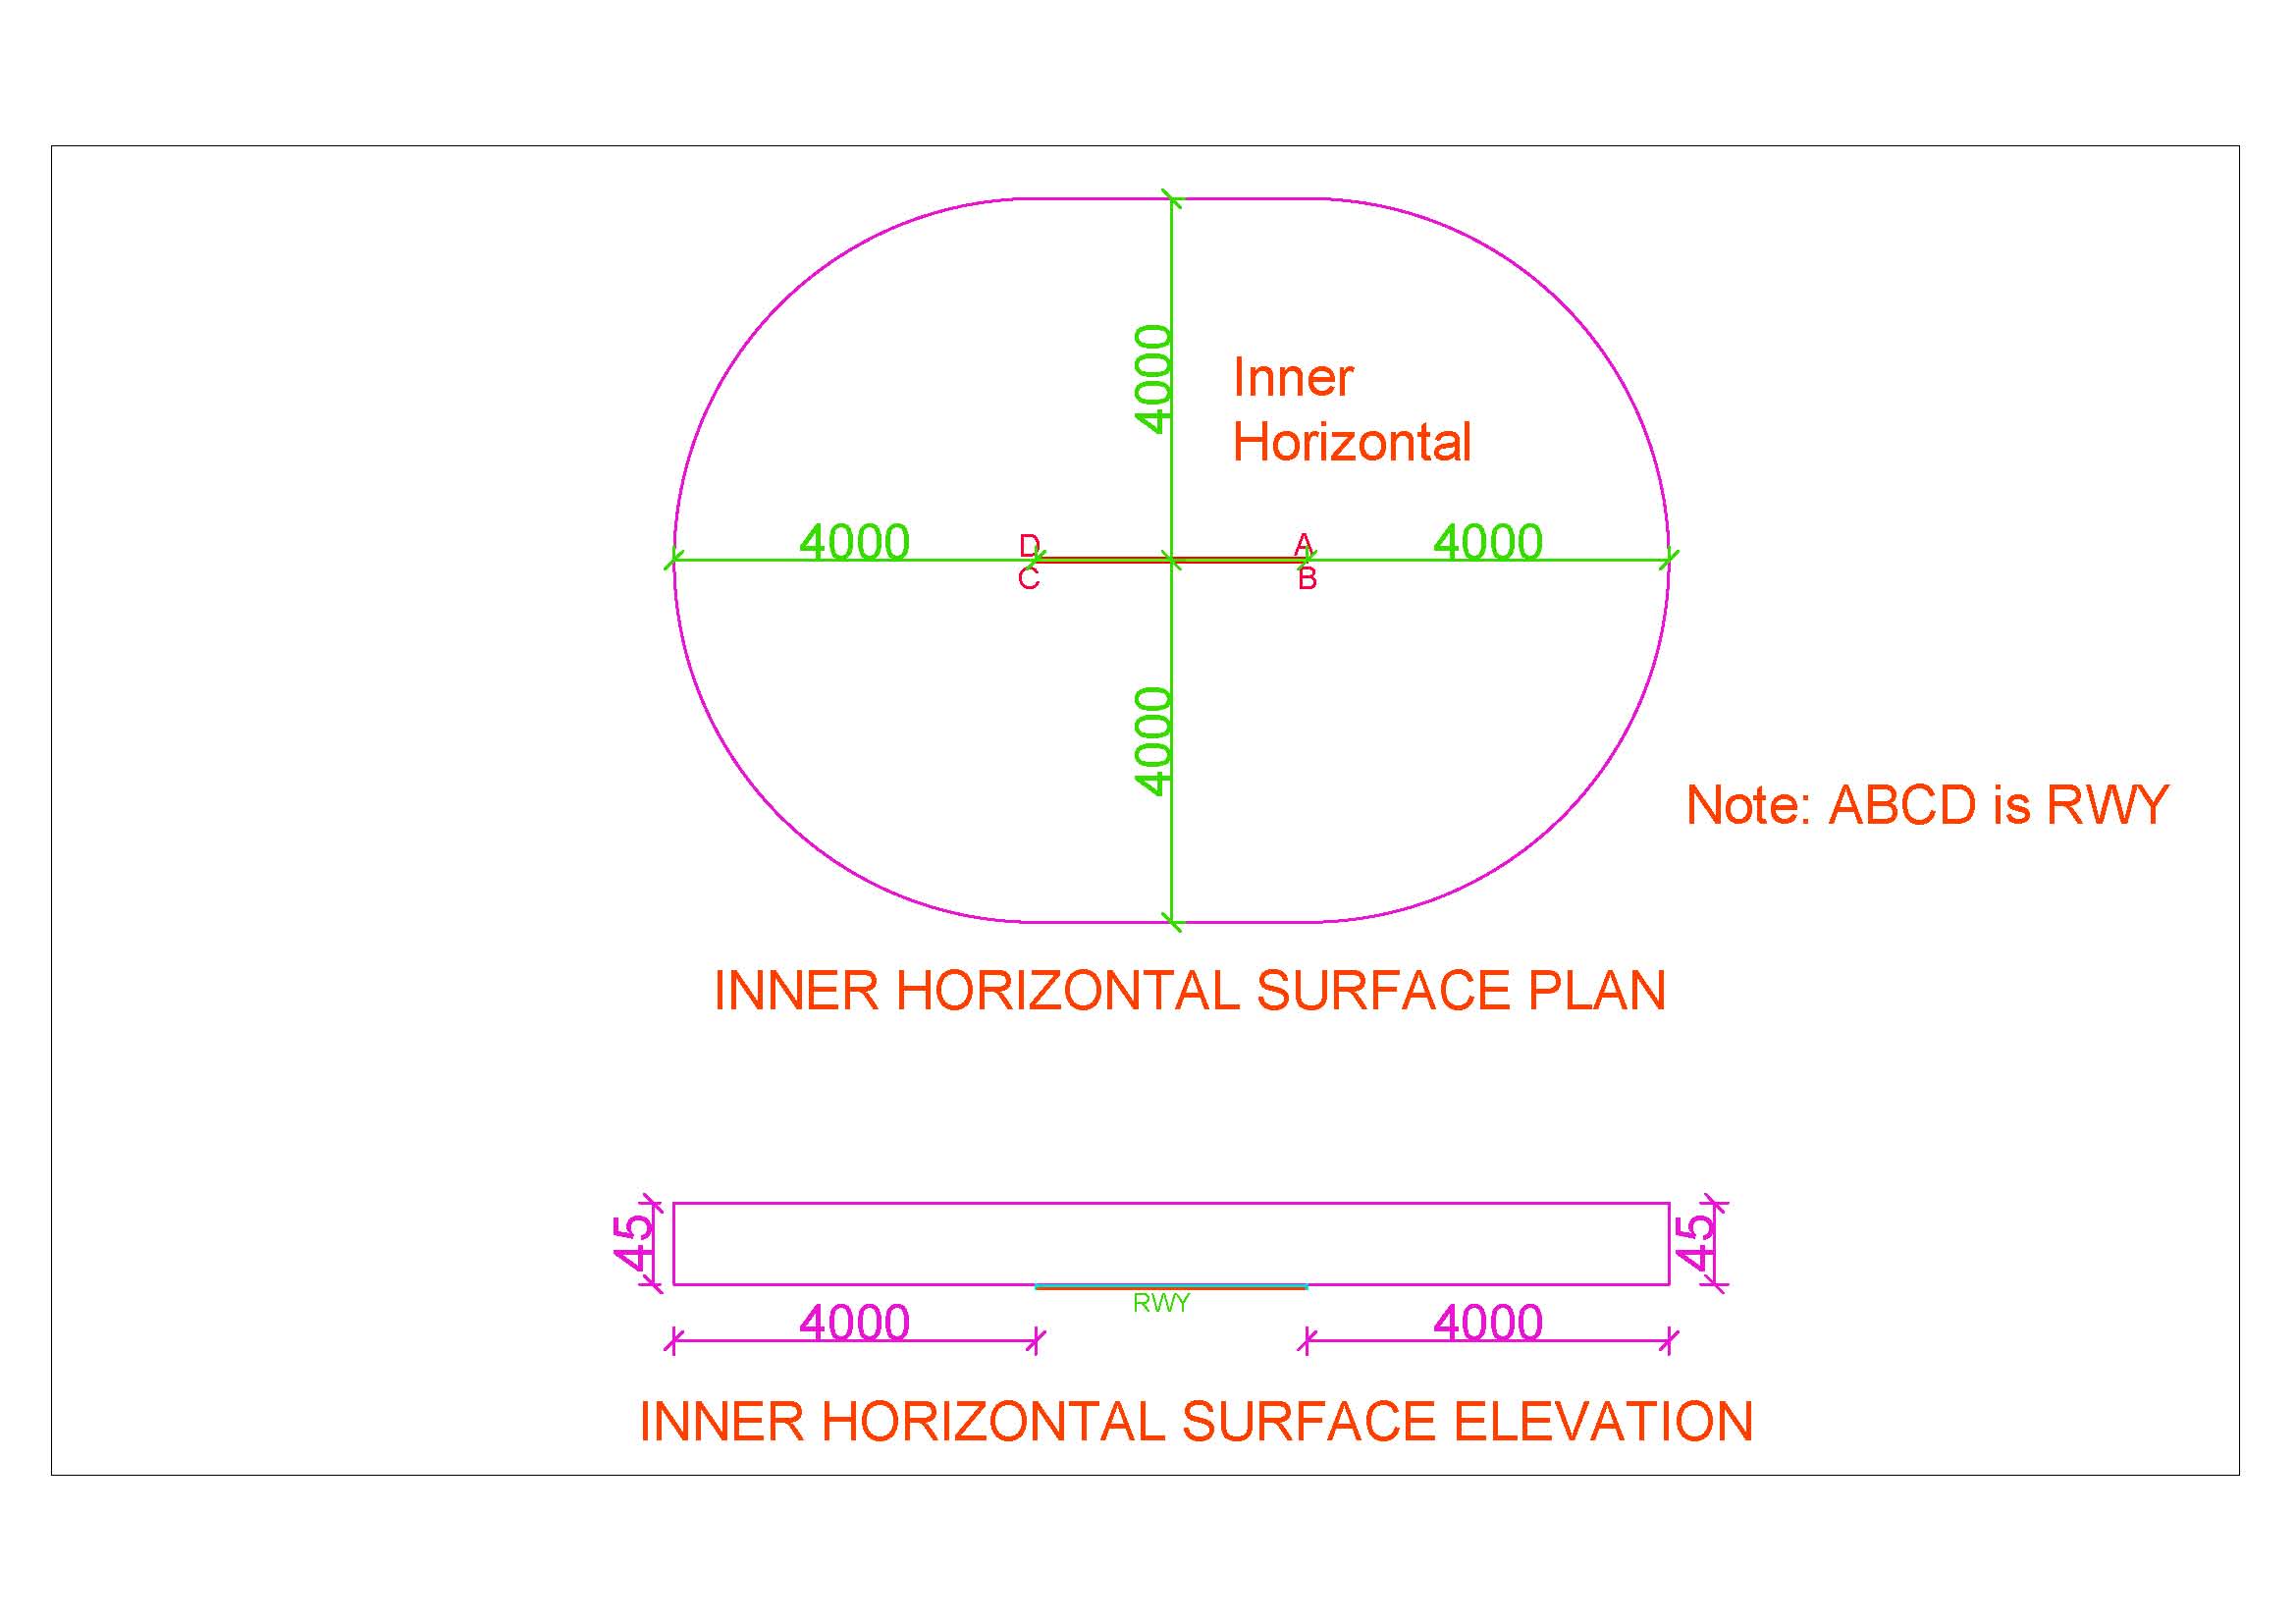 4000
Inner
Horizontal
4000
D
A
4000
C
B
4000
Note: ABCD is RWY
INNER HORIZONTAL SURFACE PLAN
45
45
RWY
4000
4000
INNER HORIZONTAL SURFACE ELEVATION